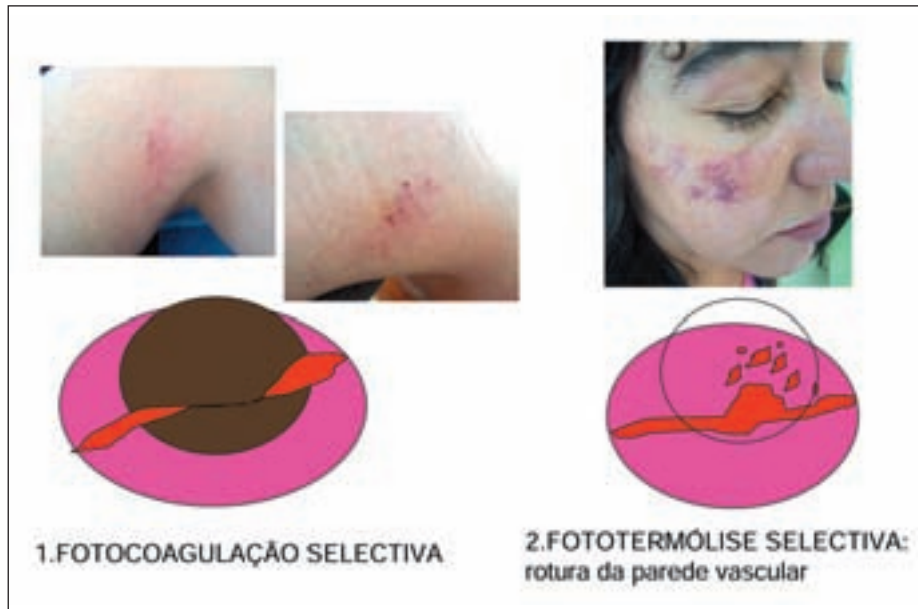 1.FOTOCOAGULAÇÃO SELECTIVA
2.FOTOTERMÓLISE SELECTIVA:
rotura da parede vascular